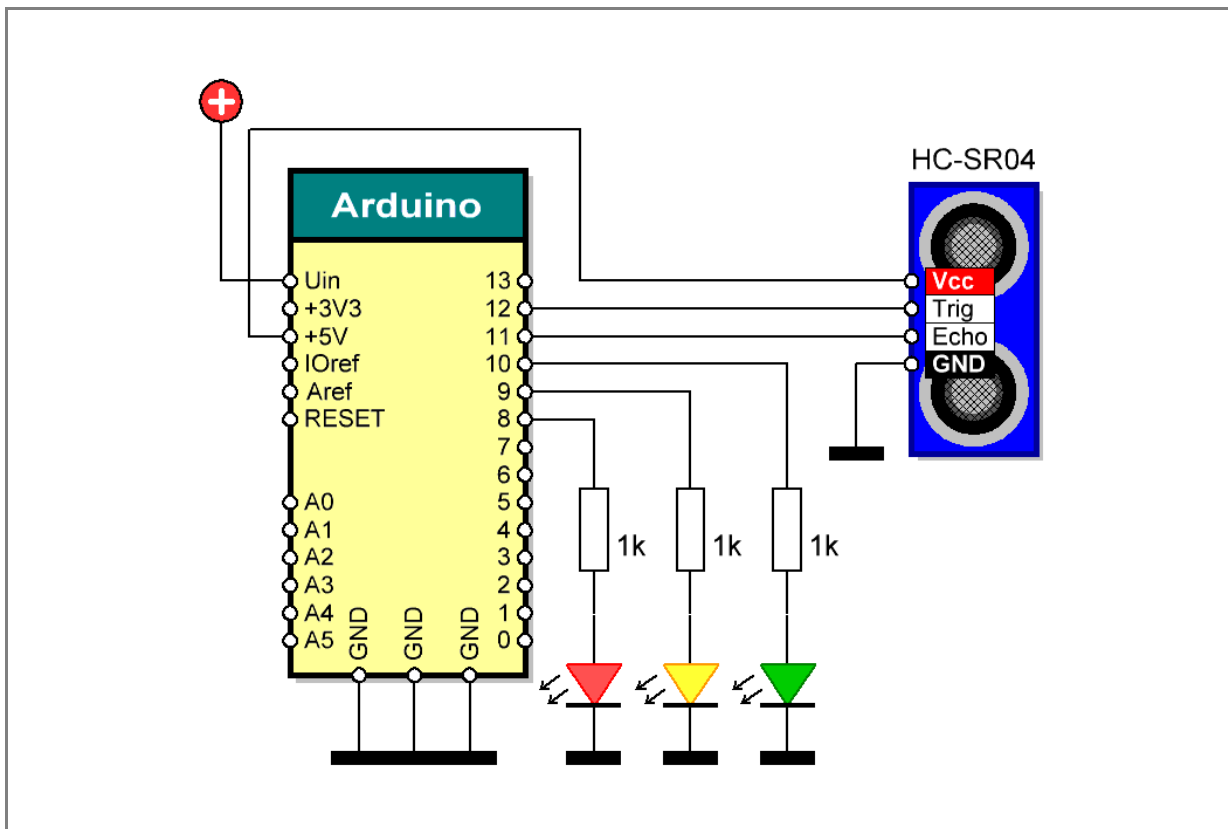 HC-SR04
Arduino
Uin
+3V3
+5V
IOref
Aref
RESET
A0
A1
A2
A3
A4
A5
GND
GND
GND
13
12
11
10
9
8
7
6
5
4
3
2
1
0
Vcc
Trig
Echo
GND
1k
1k
1k